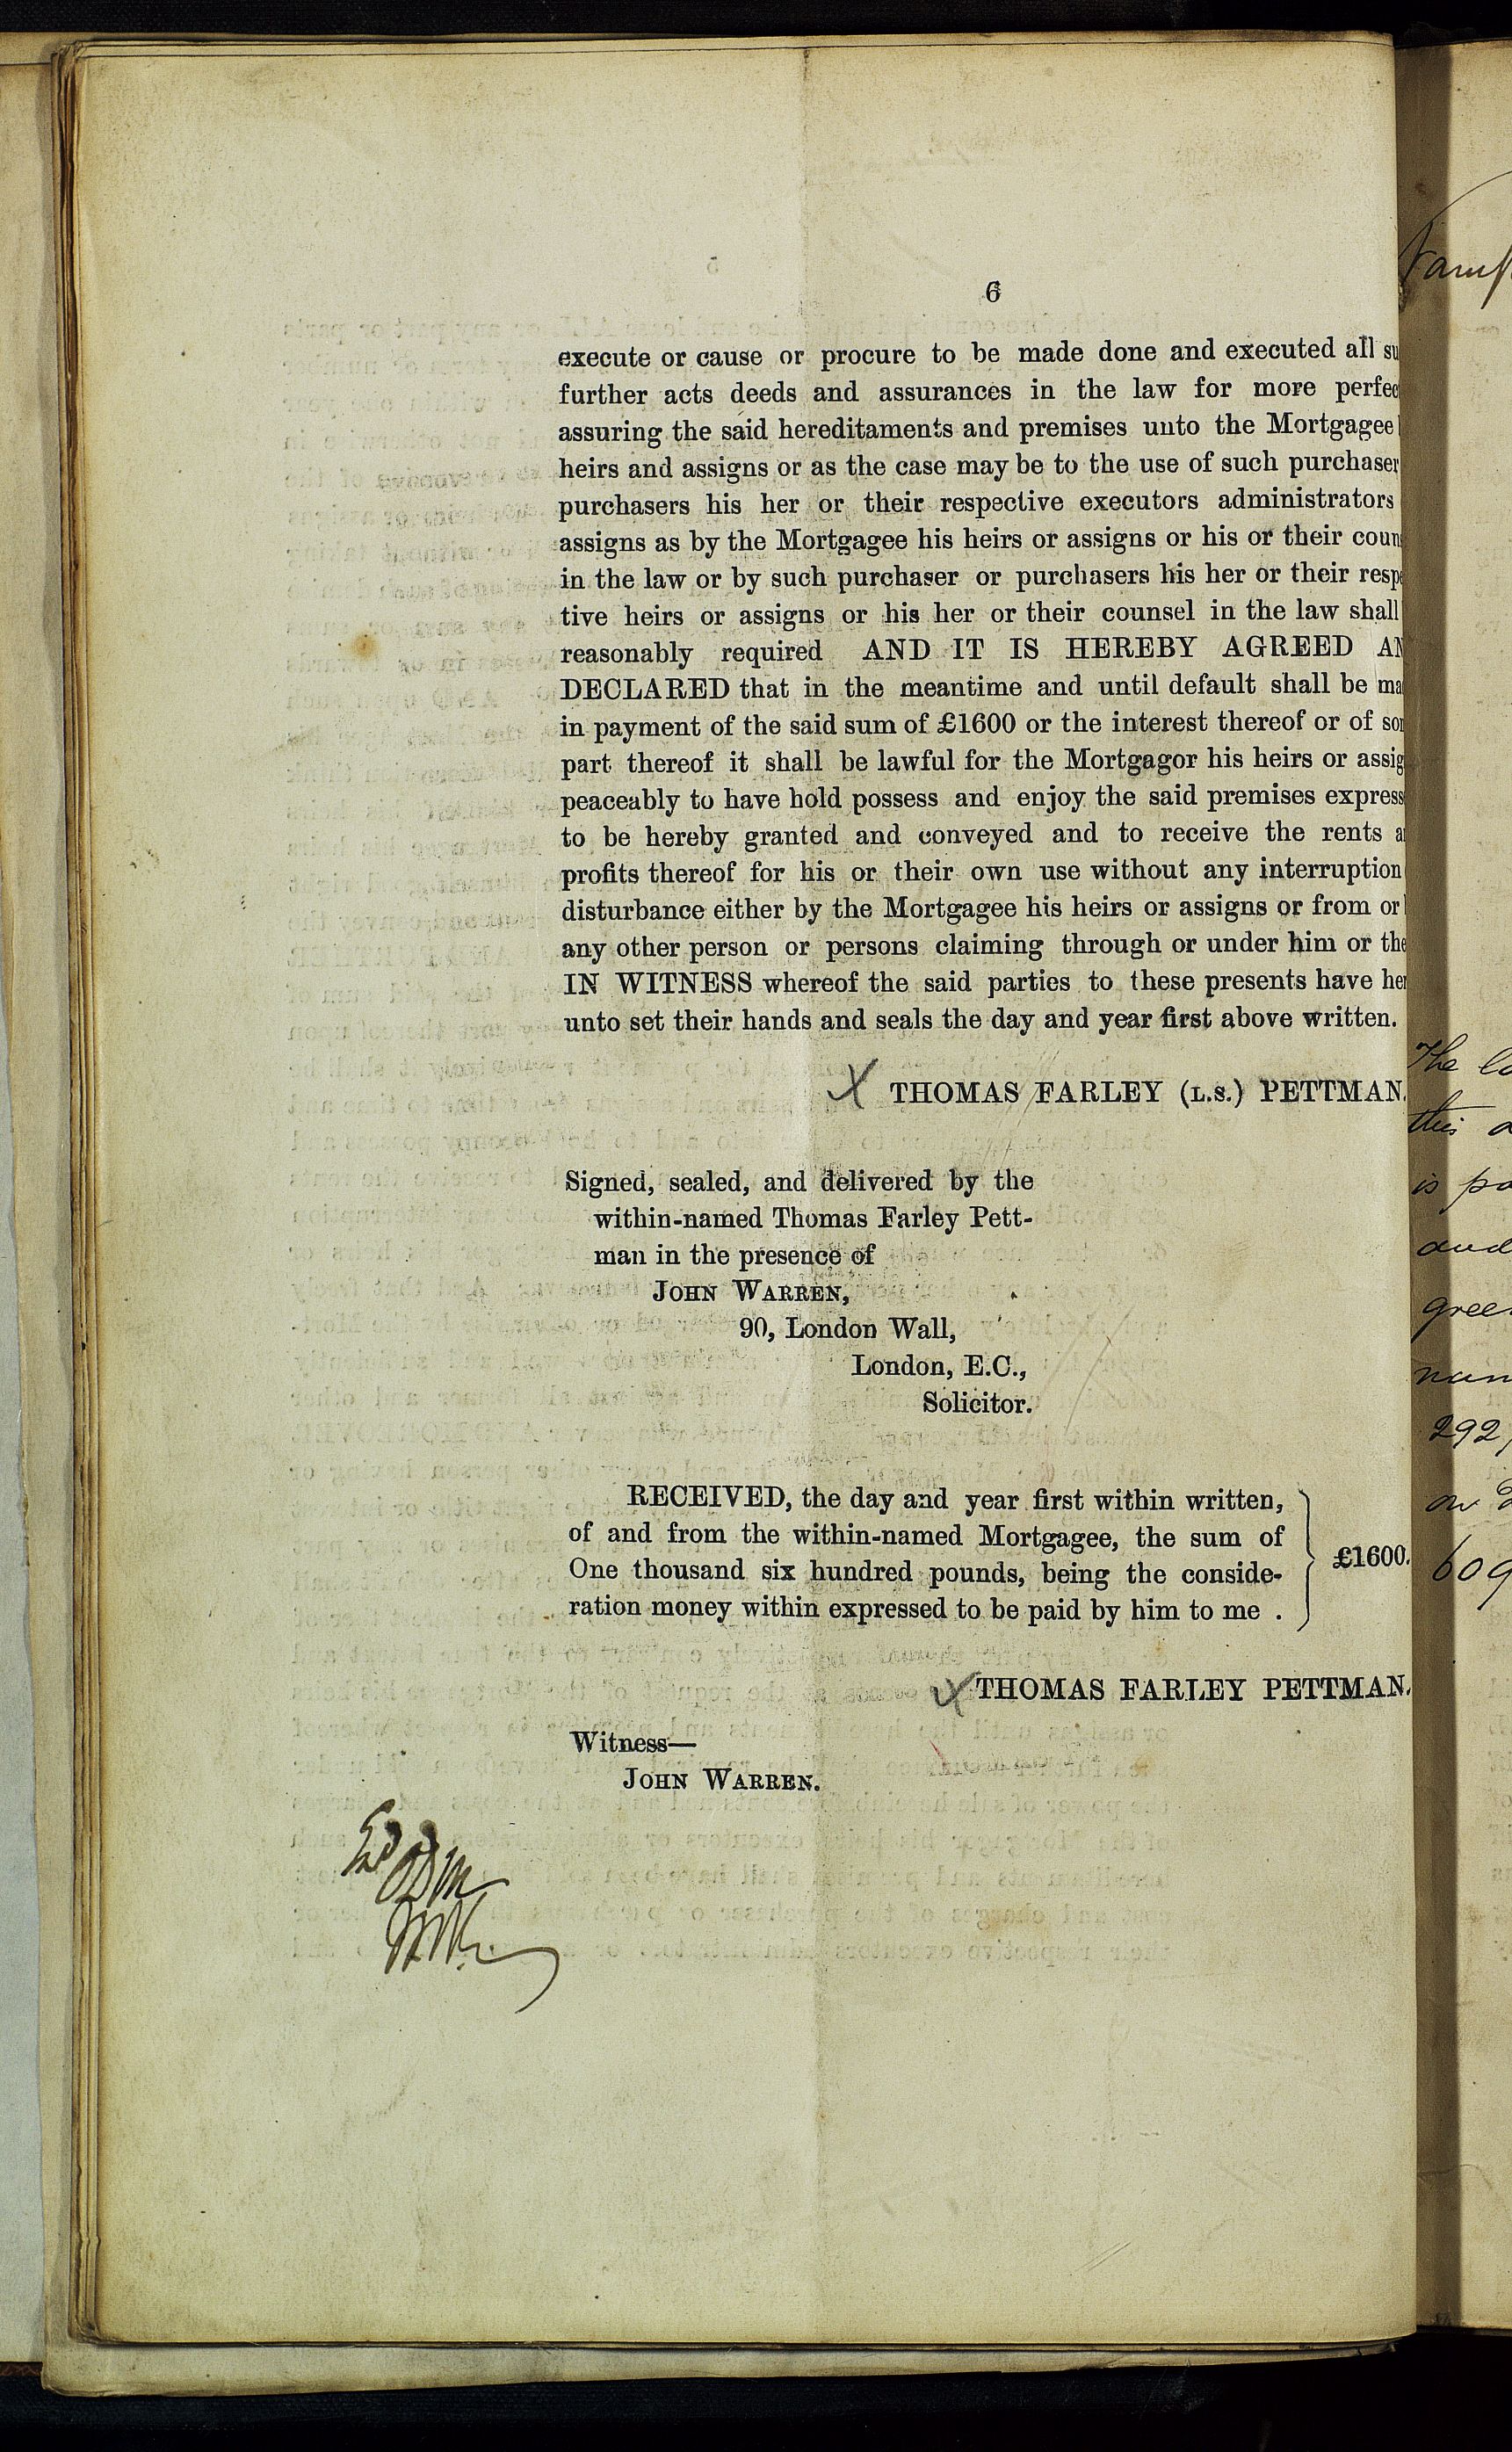 6
execute or cause or procure to be made done and executed all su
further acts deeds and assurances in the law for more perfec
assuring the said hereditaments and premises unto the Mortgagee
heirs and assigns or as the case may be to the use of such purchaser
purchasers his her or their respective executors administrators
assigns as by the Mortgagee his heirs or assigns or his or their coun
in the law or by such purchaser or purchasers his her or their resp
tive heirs or assigns or his her or their counsel in the law shall
reasonably required AND IT IS HEREBY AGREED AN
DECLARED that in the meantime and until default shall be ma
in payment of the said sum of £1600 or the interest thereof or of so
part thereof it shall be lawful for the Mortgagor his heirs or assig
peaceably to have hold possess and enjoy the said premises express
to be hereby granted and conveyed and to receive the rents a
profits thereof for his or their own use without any interruption
disturbance either by the Mortgagee his heirs or assigns or from or
any other person or persons claiming through or under him or the
IN WITNESS whereof the said parties to these presents have her
unto set their hands and seals the day and year first above written.
X THOMAS FARLEY (L.S.) PETTMAN.
Signed, sealed, and delivered by the
within-named Thomas Farley Pett-
man in the presence of
JOHN WARREN,
90, London Wall,
London, E.C.,
Solicitor.
RECEIVED, the day and year first within written,
of and from the within-named Mortgagee, the sum of
One thousand six hundred pounds, being the conside-
ration money within expressed to be paid by him to me .
£1600.
X THOMAS FARLEY PETTMAN.
Witness—
JOHN WARREN.
The
this
is
and
292,
609